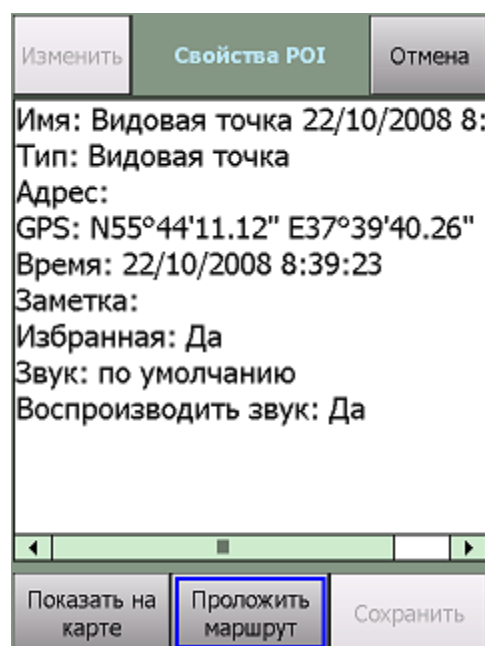 Изменить Свойства POI Отмена
Имя: Видовая точка 22/10/2008 8:
Тип: Видовая точка
Адрес:
GPS: N55°44'11.12" E37°39'40.26"
Время: 22/10/2008 8:39:23
Заметка:
Избранная: Да
Звук: по умолчанию
Воспроизводить звук: Да
Показать на карте
Проложить маршрут
Сохранить